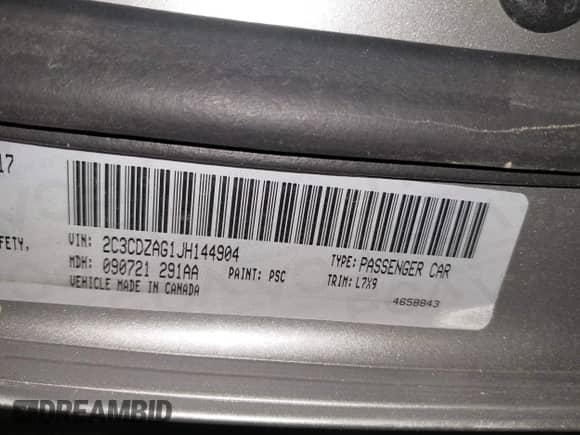 17
FETY,
VIN: 2C3CDZAG1JH144904
TYPE: PASSENGER CAR
MDH: 090721 291AA
PAINT: PSC
TRIM: L7X9
VEHICLE MADE IN CANADA
4658843
DREAMBID